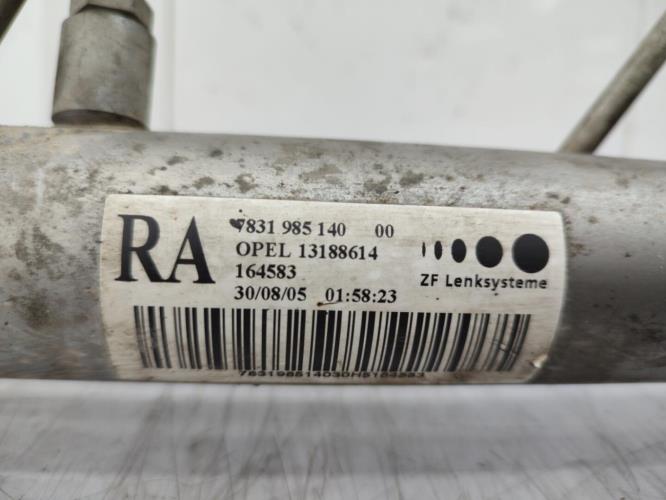 RA
7831 985 140 00
OPEL 13188614
164583
30/08/05 01:58:23
ZF Lenksysteme